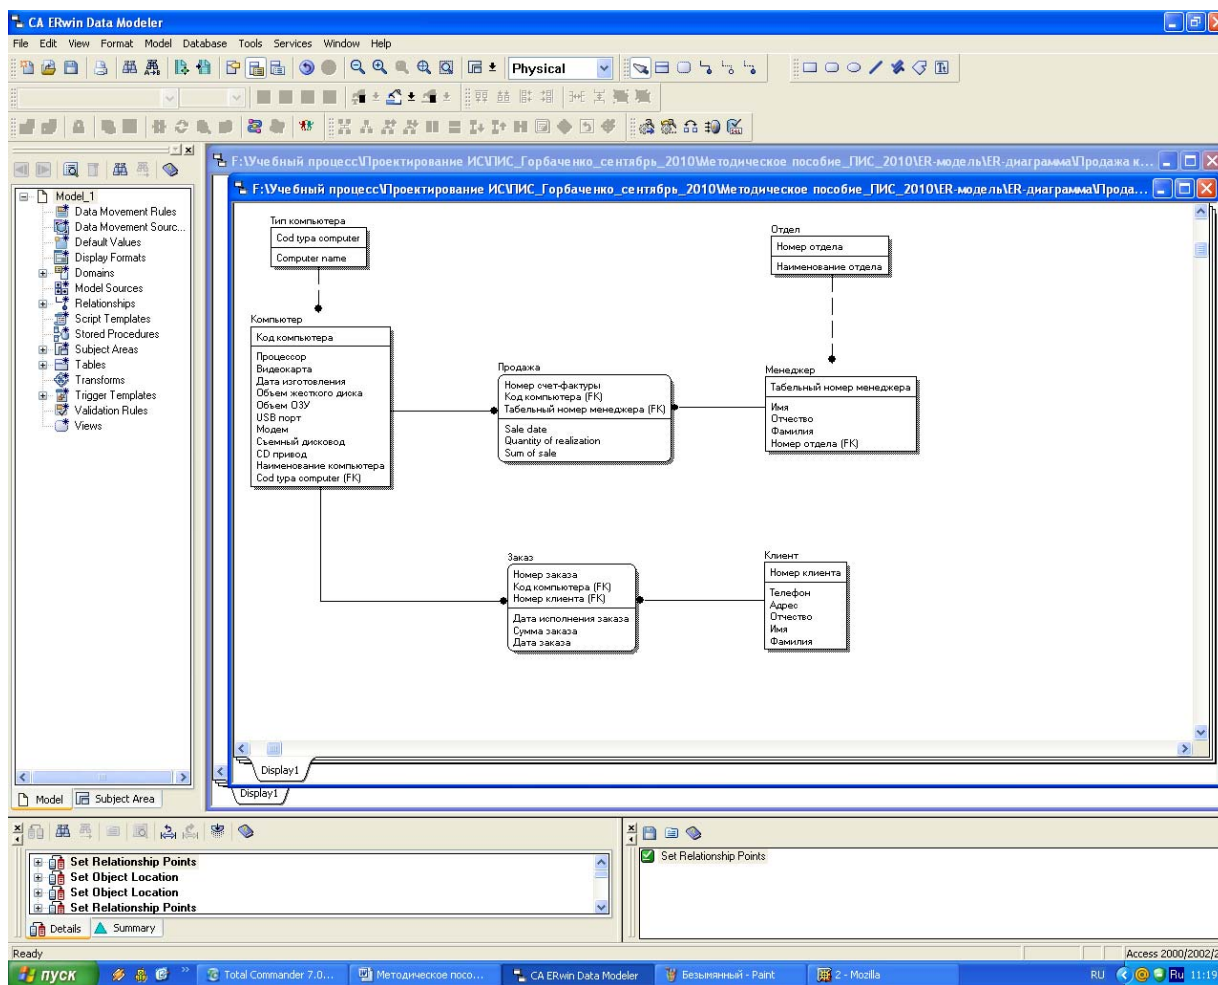 CA ERwin Data Modeler
File Edit View Format Model Database Tools Services Window Help
Physical
F:\Учебный процесс\Проектирование ИС\ПИС_Горбаченко_сентябрь_2010\Методическое пособие_ПИС_2010\ER-модель\ER-диаграмма\Продажа к...
F:\Учебный процесс\Проектирование ИС\ПИС_Горбаченко_сентябрь_2010\Методическое пособие_ПИС_2010\ER-модель\ER-диаграмма\Прода...
Model_1
Data Movement Rules
Data Movement Sourc...
Default Values
Display Formats
Domains
Model Sources
Relationships
Script Templates
Stored Procedures
Subject Areas
Tables
Transforms
Trigger Templates
Validation Rules
Views
Model
Subject Area
Тип компьютера
Cod typa computer
Computer name
Отдел
Номер отдела
Наименование отдела
Компьютер
Код компьютера
Процессор
Видеокарта
Дата изготовления
Объем жесткого диска
Объем ОЗУ
USB порт
Модем
Съемный дисковод
CD привод
Наименование компьютера
Cod typa computer (FK)
Продажа
Номер счет-фактуры
Код компьютера (FK)
Табельный номер менеджера (FK)
Sale date
Quantity of realization
Sum of sale
Менеджер
Табельный номер менеджера
Имя
Отчество
Фамилия
Номер отдела (FK)
Заказ
Номер заказа
Код компьютера (FK)
Номер клиента (FK)
Дата исполнения заказа
Сумма заказа
Дата заказа
Клиент
Номер клиента
Телефон
Адрес
Отчество
Имя
Фамилия
Display1
Display1
Set Relationship Points
Set Object Location
Set Object Location
Set Relationship Points
Details
Summary
Set Relationship Points
Ready
Access 2000/2002/2
пуск
Total Commander 7.0...
Методическое посо...
CA ERwin Data Modeler
Безымянный - Paint
2 - Mozilla
RU
Ru
11:19